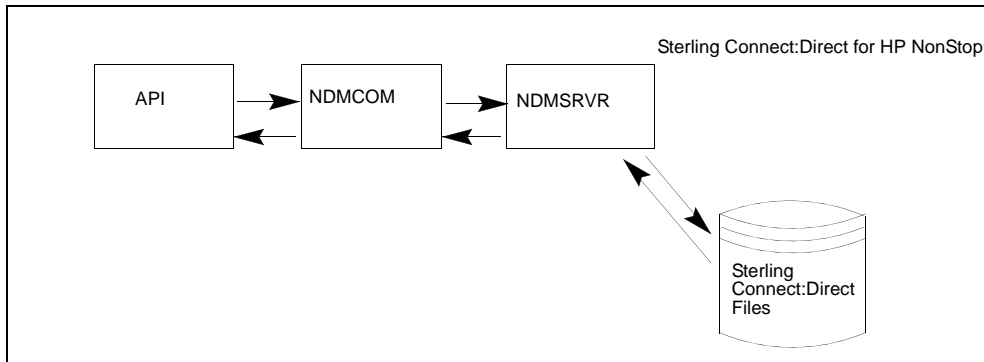 Sterling Connect:Direct for HP NonStop
API
NDMCOM
NDMSRVR
Sterling
Connect:Direct
Files